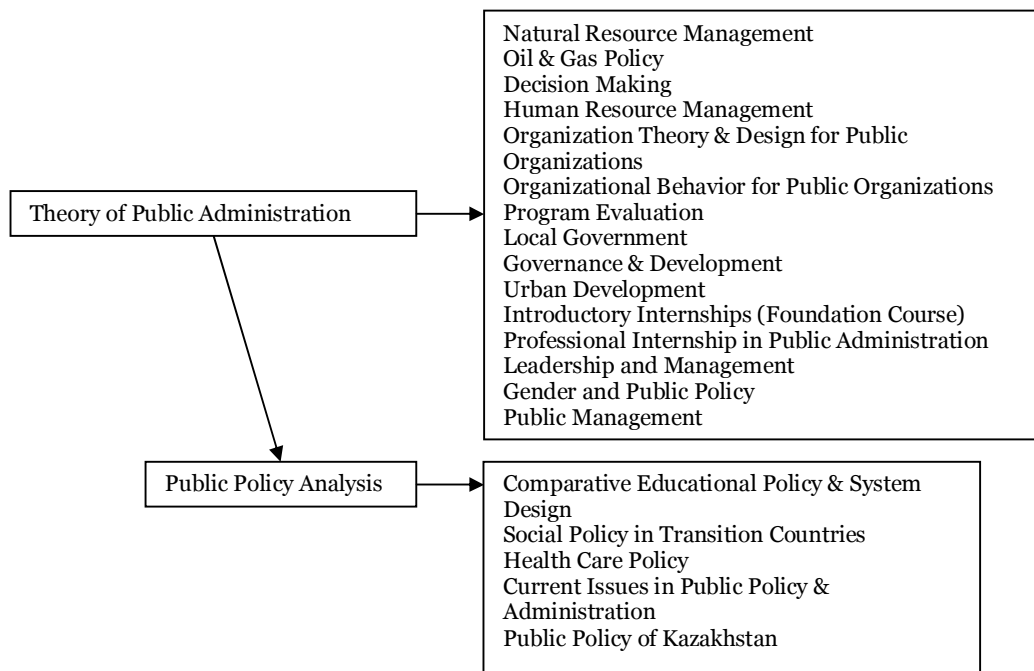 Natural Resource Management
Oil & Gas Policy
Decision Making
Human Resource Management
Organization Theory & Design for Public
Organizations
Organizational Behavior for Public Organizations
Theory of Public Administration
Program Evaluation
Local Government
Governance & Development
Urban Development
Introductory Internships (Foundation Course)
Professional Internship in Public Administration
Leadership and Management
Gender and Public Policy
Public Management
Public Policy Analysis
Comparative Educational Policy & System
Design
Social Policy in Transition Countries
Health Care Policy
Current Issues in Public Policy &
Administration
Public Policy of Kazakhstan